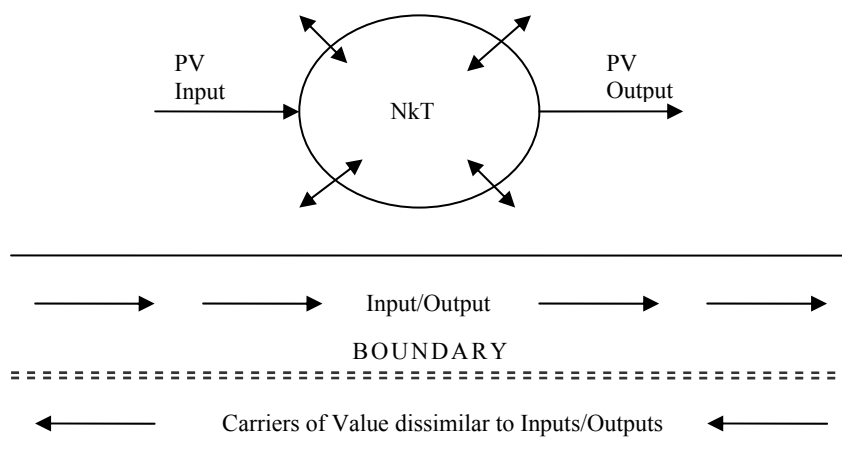 PV
Input
NkT
PV
Output
Input/Output
BOUNDARY
Carriers of Value dissimilar to Inputs/Outputs